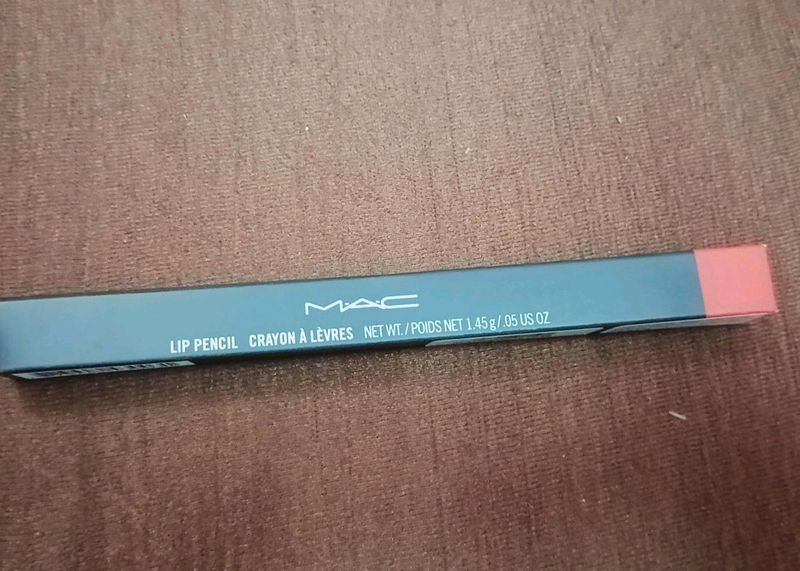 M·A·C
LIP PENCIL CRAYON À LÈVRES NET WT./POIDS NET 1.45 g/.05 US OZ